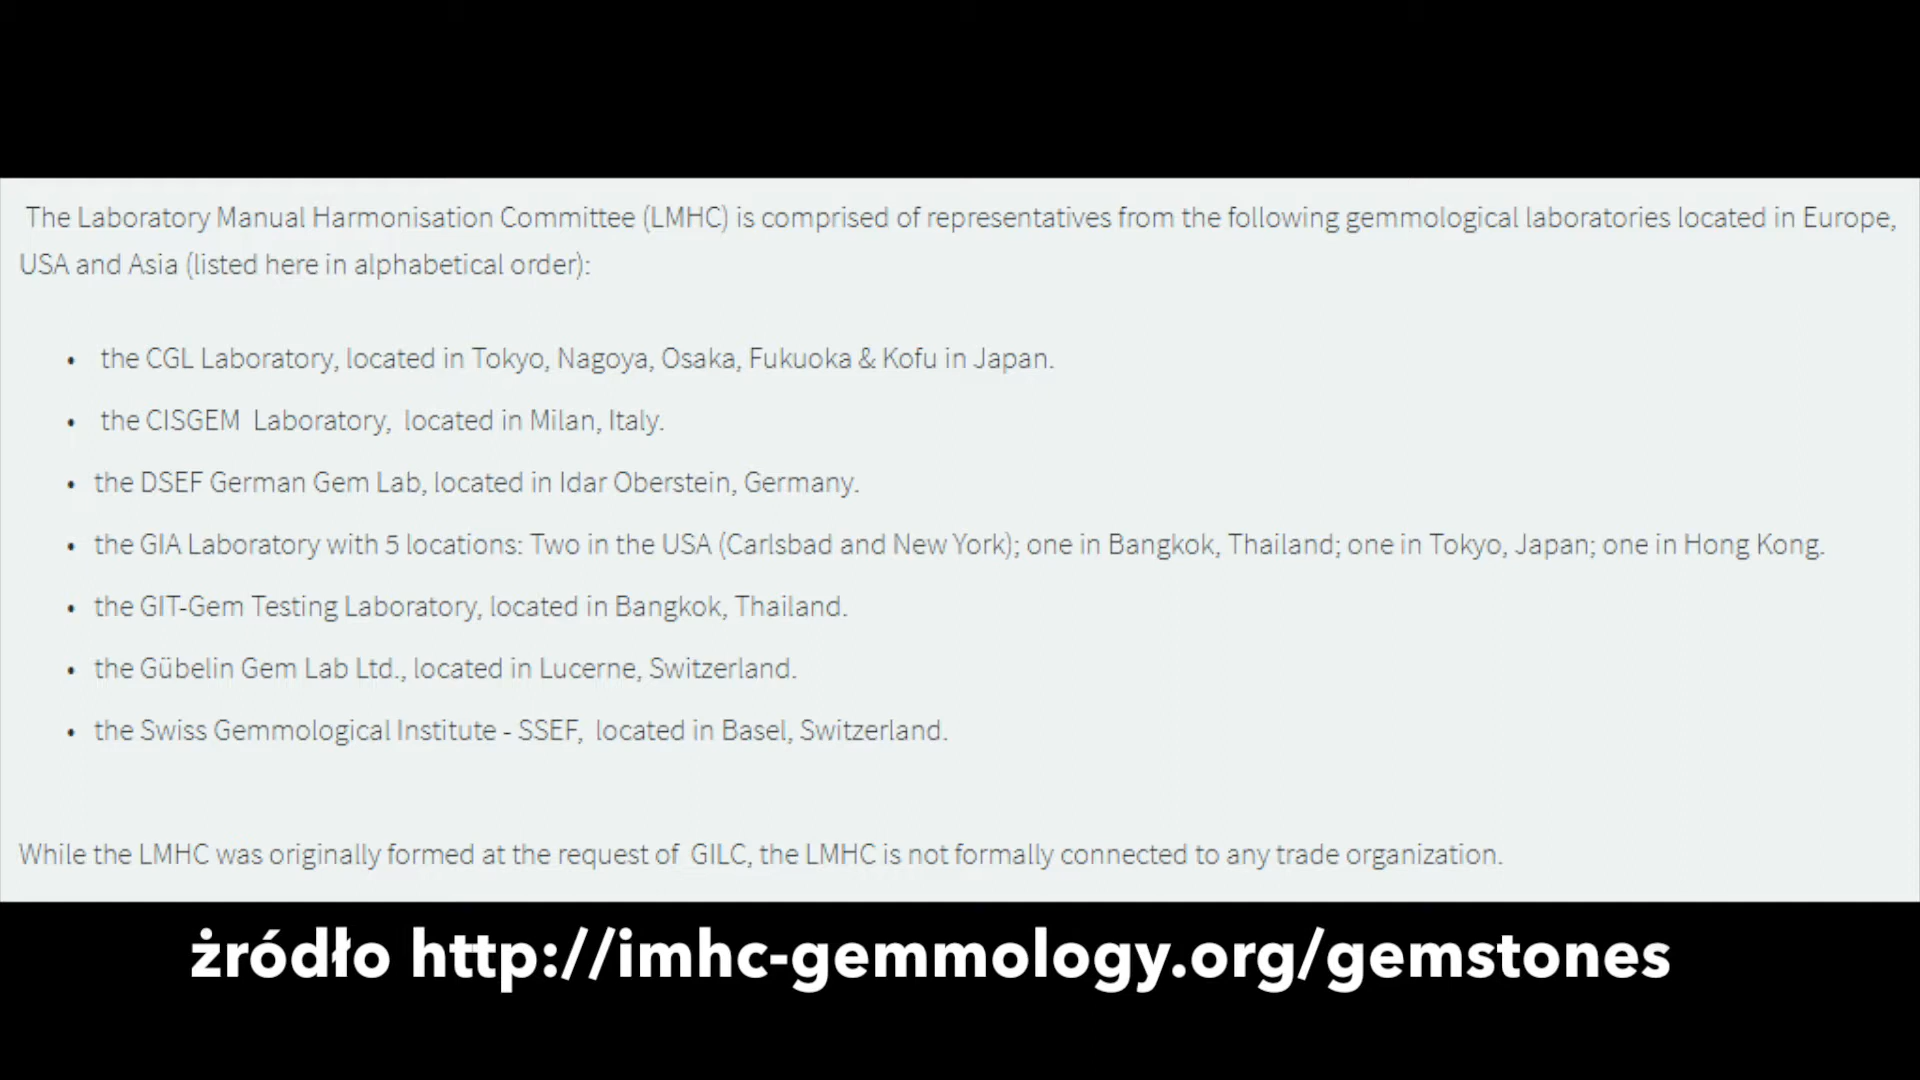 The Laboratory Manual Harmonisation Committee (LMHC) is comprised of representatives from the following gemmological laboratories located in Europe,
USA and Asia (listed here in alphabetical order):
• the CGL Laboratory, located in Tokyo, Nagoya, Osaka, Fukuoka & Kofu in Japan.
• the CISGEM Laboratory, located in Milan, Italy.
• the DSEF German Gem Lab, located in Idar Oberstein, Germany.
• the GIA Laboratory with 5 locations: Two in the USA (Carlsbad and New York); one in Bangkok, Thailand; one in Tokyo, Japan; one in Hong Kong.
• the GIT-Gem Testing Laboratory, located in Bangkok, Thailand.
• the Gübelin Gem Lab Ltd., located in Lucerne, Switzerland.
• the Swiss Gemmological Institute - SSEF, located in Basel, Switzerland.
While the LMHC was originally formed at the request of GILC, the LMHC is not formally connected to any trade organization.
żródło http://imhc-gemmology.org/gemstones